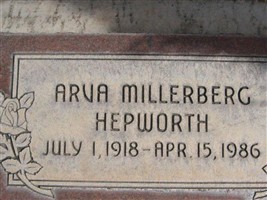 ARVA MILLERBERG
HEPWORTH
JULY 1, 1918 - APR. 15, 1986